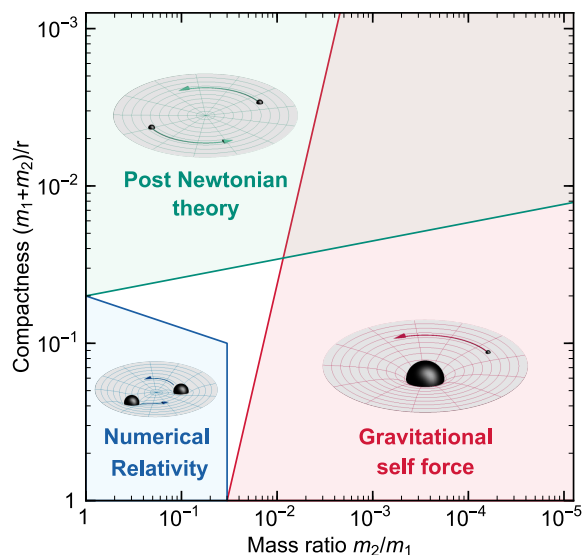 10⁻³
10⁻²
10⁻¹
1
Compactness (m₁+m₂)/r
Post Newtonian
theory
Numerical
Relativity
Gravitational
self force
1
10⁻¹
10⁻²
10⁻³
10⁻⁴
10⁻⁵
Mass ratio m₂/m₁